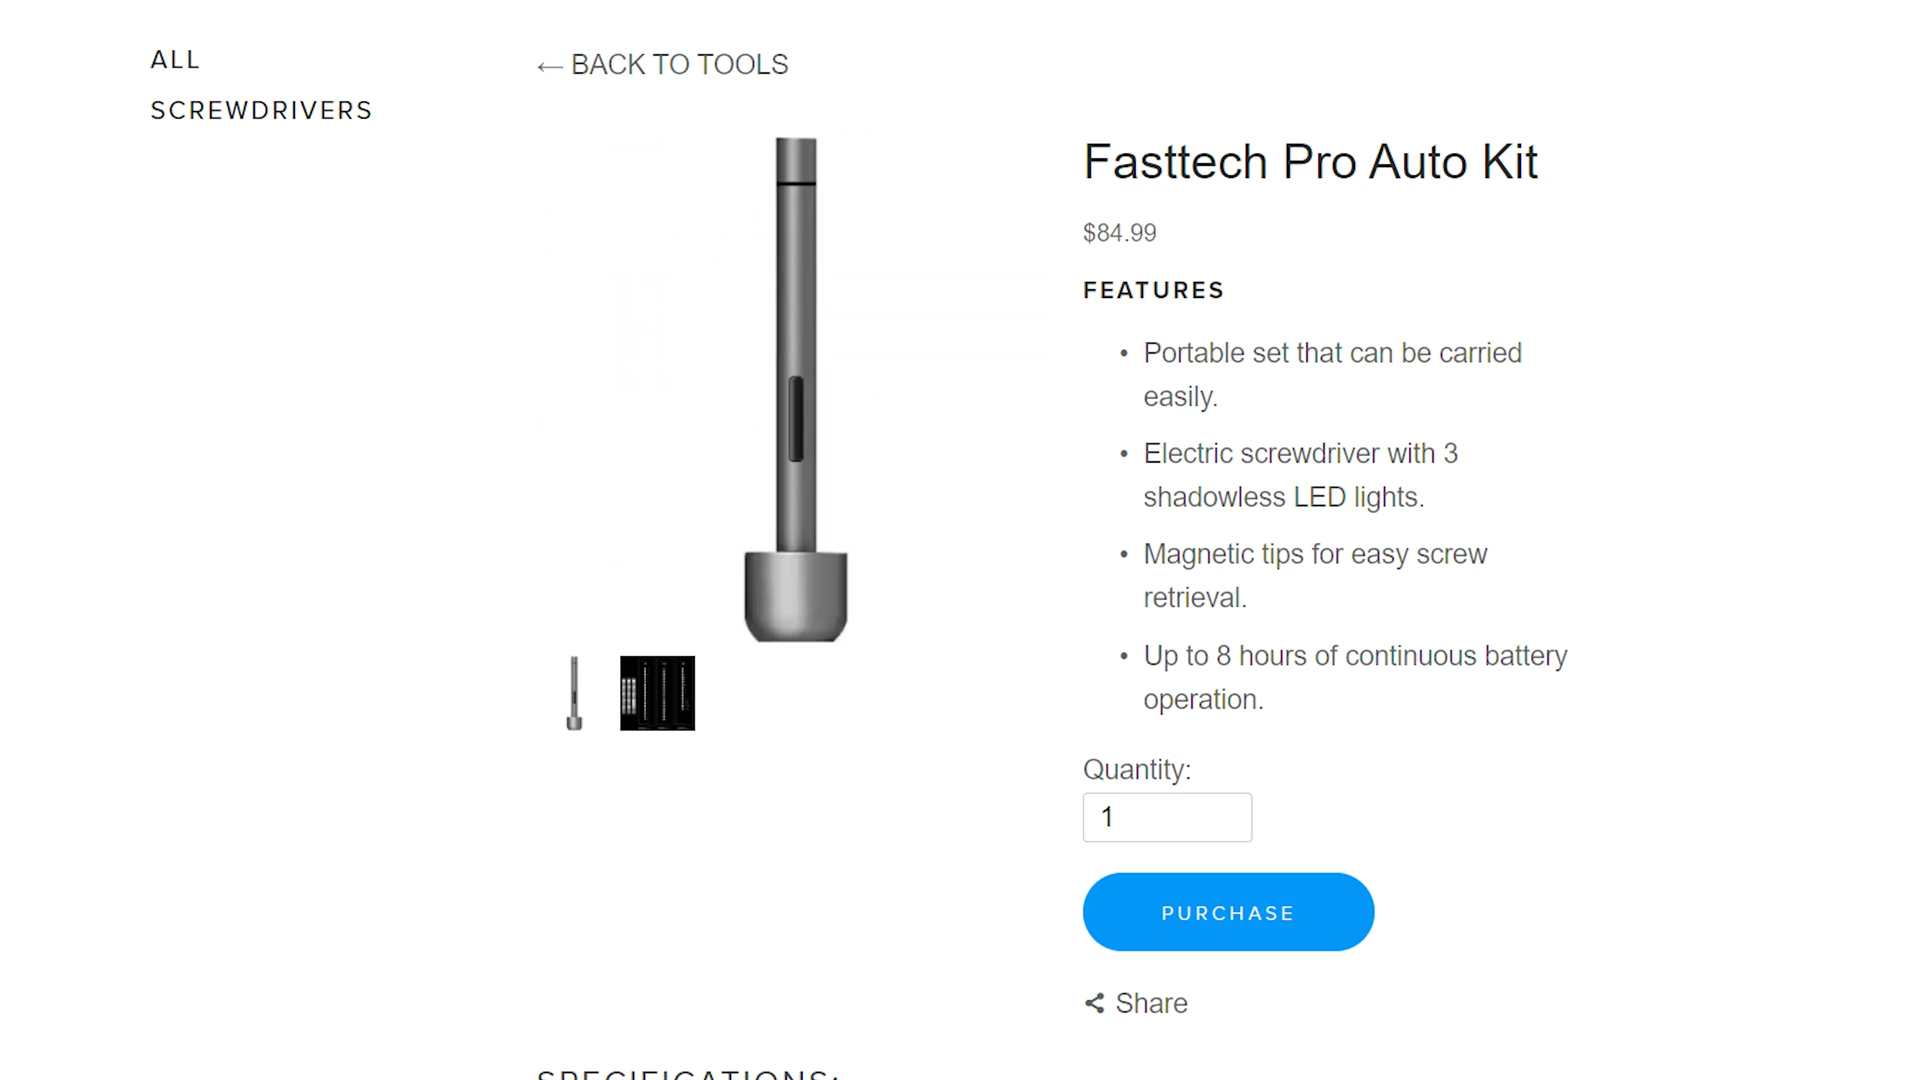 ALL
SCREWDRIVERS
← BACK TO TOOLS
Fasttech Pro Auto Kit
$84.99
FEATURES
• Portable set that can be carried
easily.
• Electric screwdriver with 3
shadowless LED lights.
• Magnetic tips for easy screw
retrieval.
• Up to 8 hours of continuous battery
operation.
Quantity:
1
PURCHASE
Share
SPECIFICATIONS: